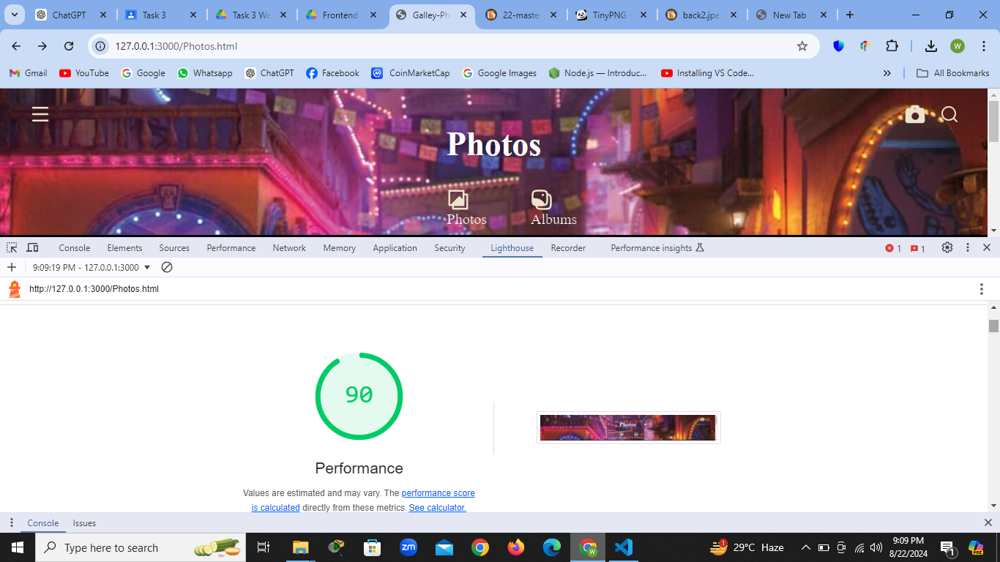 ChatGPT
Task 3
Task 3 We
Frontend
Galley-Ph
22-maste
TinyPNG
back2.jpe
New Tab
127.0.0.1:3000/Photos.html
W
Gmail
YouTube
Google
Whatsapp
ChatGPT
Facebook
CoinMarketCap
Google Images
Node.js — Introduc...
Installing VS Code...
All Bookmarks
Photos
Photos
Albums
Console
Elements
Sources
Performance
Network
Memory
Application
Security
Lighthouse
Recorder
Performance insights
1
1
9:09:19 PM - 127.0.0.1:3000
http://127.0.0.1:3000/Photos.html
90
Performance
Values are estimated and may vary. The performance score
is calculated directly from these metrics. See calculator.
Console
Issues
Type here to search
zm
W
1
29°C Haze
9:09 PM
8/22/2024
1
PRE